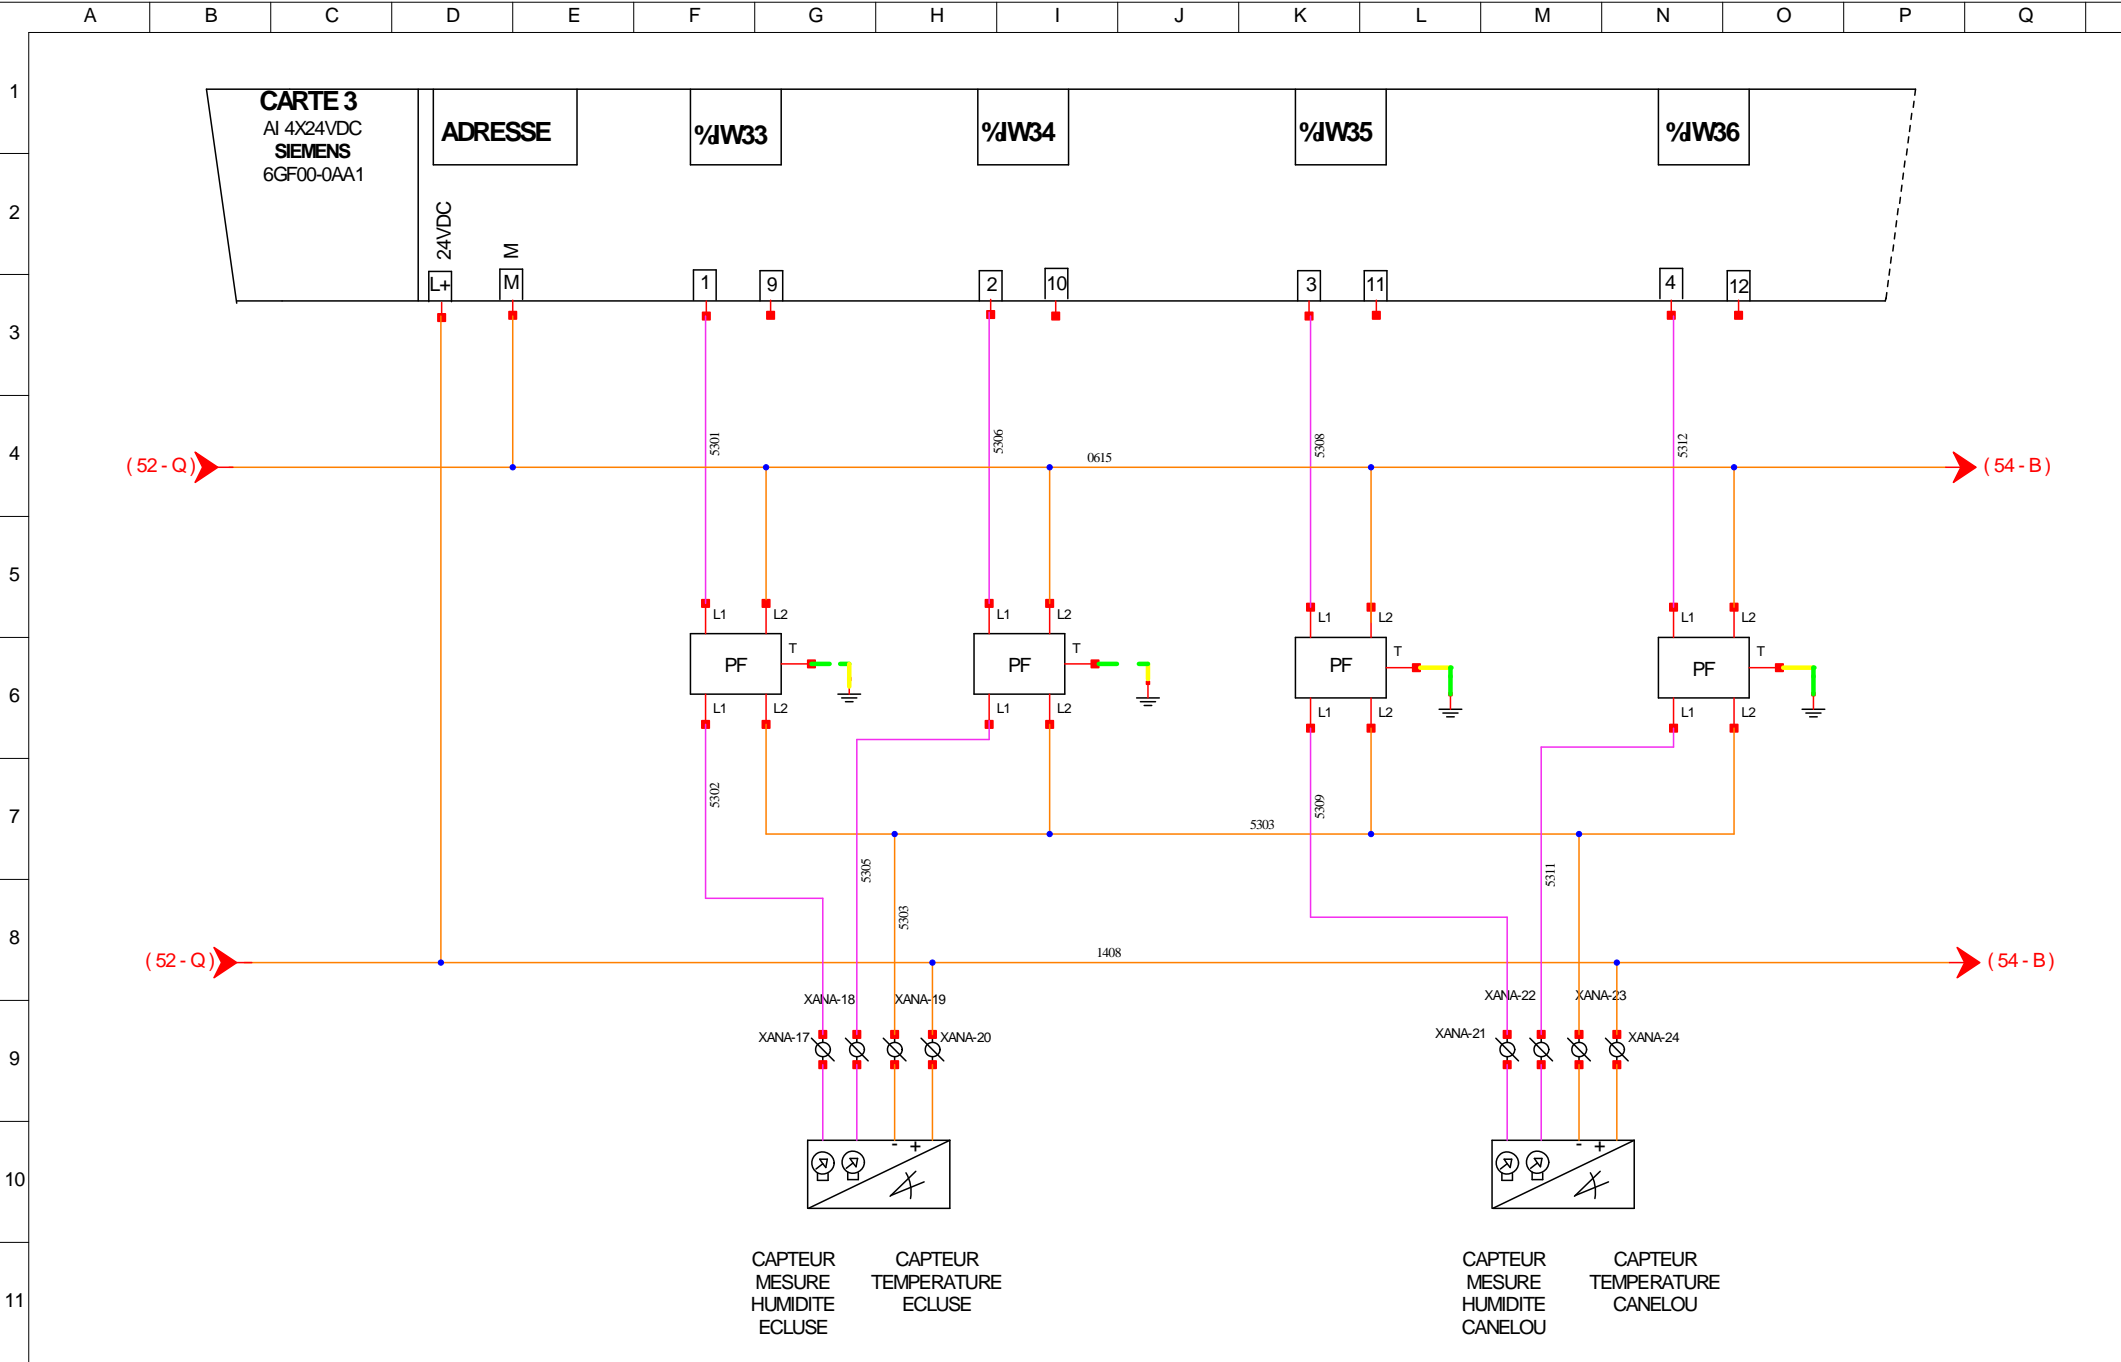 A B C D E F G H I J K L M N O P Q
1
CARTE 3
AI 4X24VDC
SIEMENS
6GF00-0AA1
ADRESSE
%IW33
%IW34
%IW35
%IW36
2
24VDC
M
L+
M
1
9
2
10
3
11
4
12
3
4
5301
5306
5308
5312
(52-Q)
0615
(54-B)
5
L1
L2
L1
L2
L1
L2
L1
L2
PF
T
PF
T
PF
T
PF
T
6
L1
L2
L1
L2
L1
L2
L1
L2
7
5302
5309
5303
5305
5303
5311
8
(52-Q)
1408
(54-B)
XANA-18
XANA-19
XANA-22
XANA-23
XANA-17
XANA-20
XANA-21
XANA-24
9
- +
- +
10
11
CAPTEUR
MESURE
HUMIDITE
ECLUSE
CAPTEUR
TEMPERATURE
ECLUSE
CAPTEUR
MESURE
HUMIDITE
CANELOU
CAPTEUR
TEMPERATURE
CANELOU